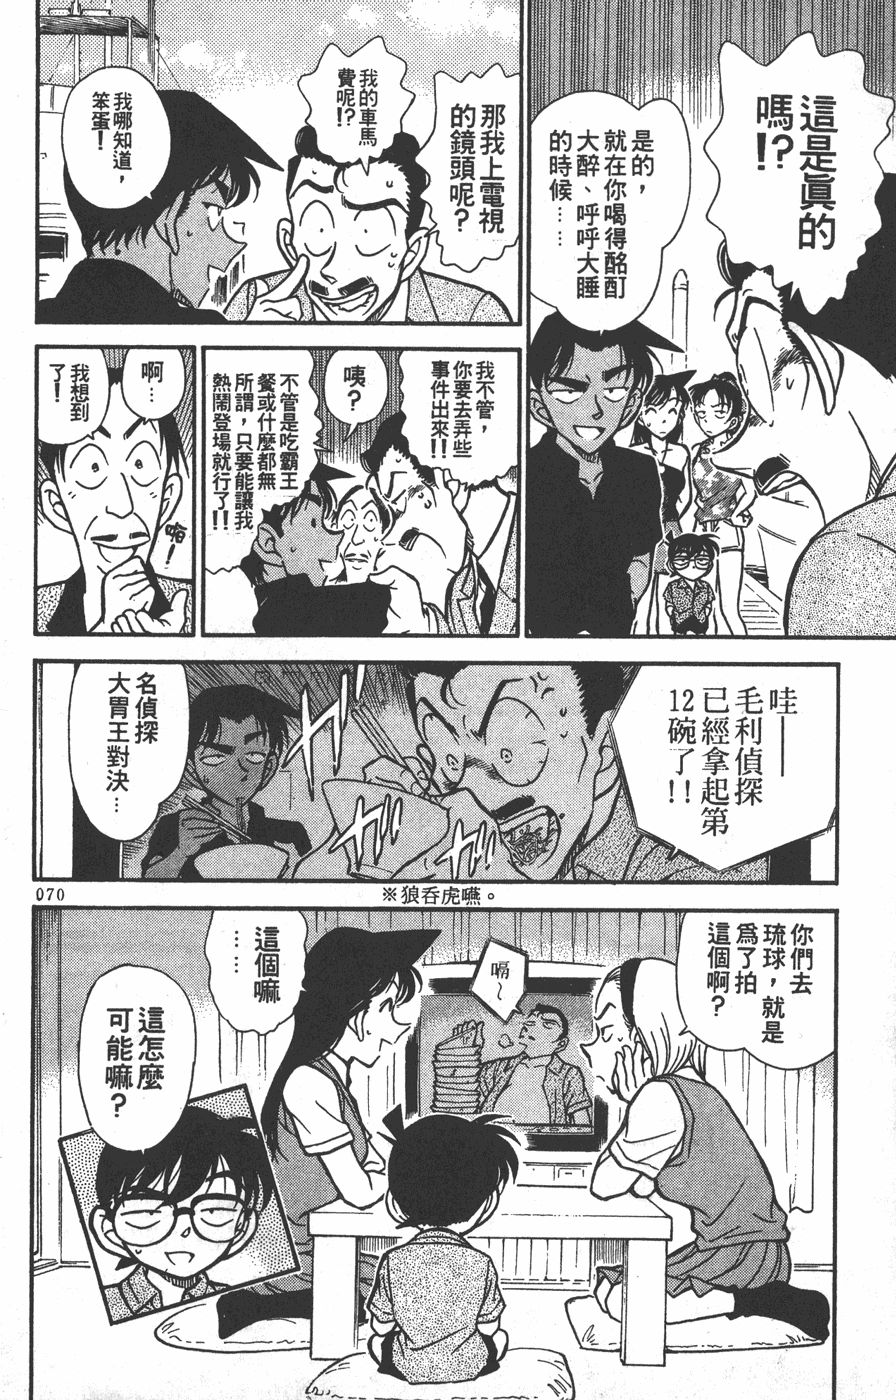 這是眞的
嗎!?
是的，
就在你喝得酩酊
大醉、呼呼大睡
的時候……
那我上電視
的鏡頭呢?
我的車馬
費呢!?
我哪知道，
笨蛋!
我不管，
你要去弄些
事件出來!!
咦?
不管是吃霸王
餐或什麼都無
所謂，只要能讓我
熱鬧登場就行了!!
啊…
我想到
了!
啪!
哇——
毛利偵探
已經拿起第
12碗了!!
名偵探
大胃王對決…
070
※狼呑虎嚥。
你們去
琉球，就是
爲了拍
這個啊?
嗝~
這個嘛
……
這怎麼
可能嘛?